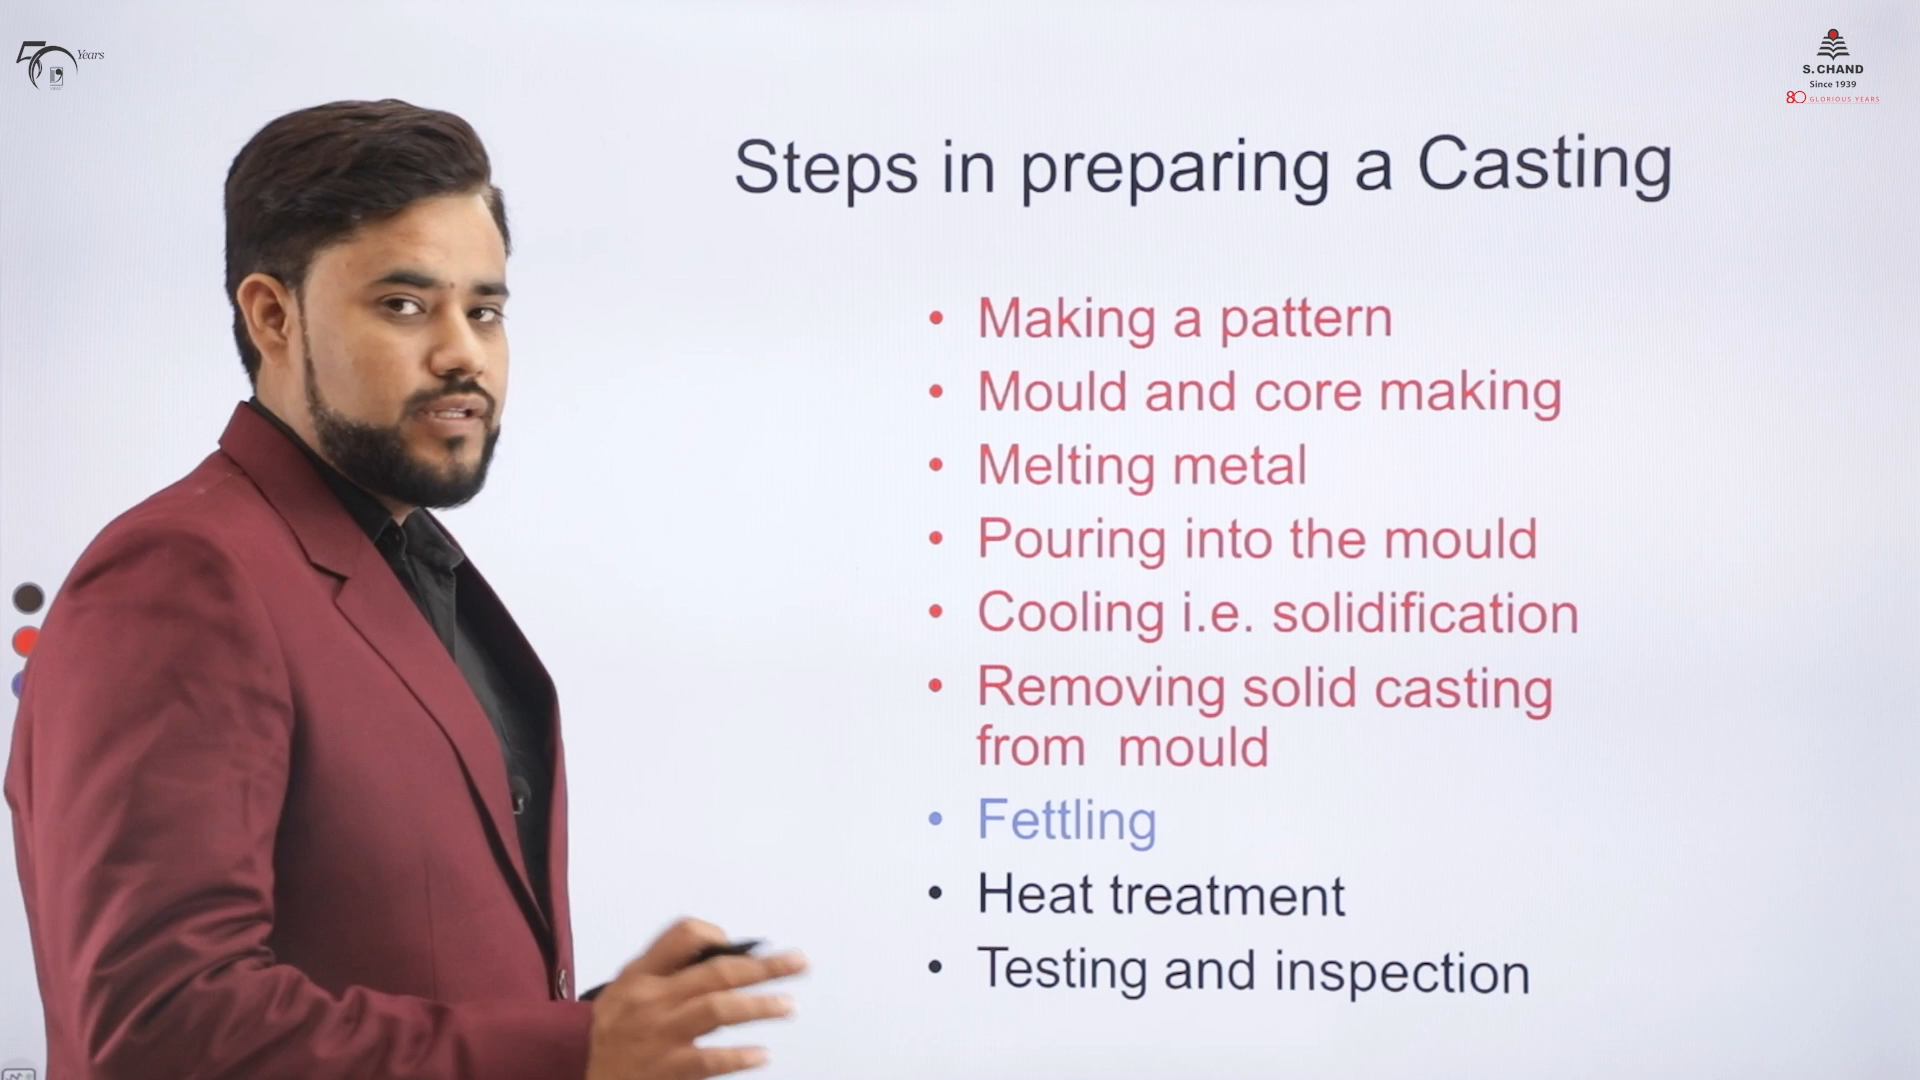 50 Years
S. CHAND
Since 1939
80 GLORIOUS YEARS
Steps in preparing a Casting
• Making a pattern
• Mould and core making
• Melting metal
• Pouring into the mould
• Cooling i.e. solidification
• Removing solid casting
from mould
• Fettling
• Heat treatment
• Testing and inspection